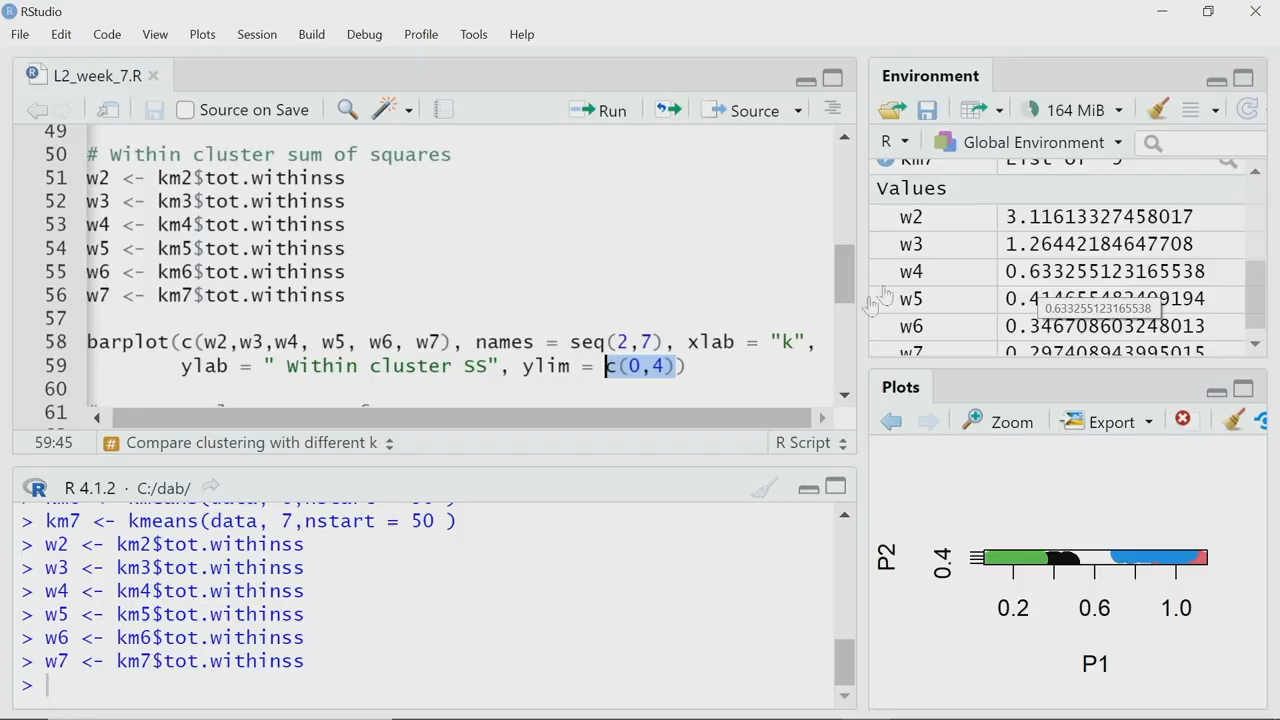 RStudio
File Edit Code View Plots Session Build Debug Profile Tools Help
L2_week_7.R
Source on Save
Run
Source
49
50 # Within cluster sum of squares
51 w2 <- km2$tot.withinss
52 w3 <- km3$tot.withinss
53 w4 <- km4$tot.withinss
54 w5 <- km5$tot.withinss
55 w6 <- km6$tot.withinss
56 w7 <- km7$tot.withinss
57
58 barplot(c(w2,w3,w4, w5, w6, w7), names = seq(2,7), xlab = "k",
59 ylab = " Within cluster SS", ylim = c(0,4))
60
61
59:45 # Compare clustering with different k R Script
R R 4.1.2 · C:/dab/
> km7 <- kmeans(data, 7,nstart = 50 )
> w2 <- km2$tot.withinss
> w3 <- km3$tot.withinss
> w4 <- km4$tot.withinss
> w5 <- km5$tot.withinss
> w6 <- km6$tot.withinss
> w7 <- km7$tot.withinss
>
Environment
164 MiB
R Global Environment
Values
w2 3.11613327458017
w3 1.26442184647708
w4 0.633255123165538
w5
0.633255123165538
w6 0.346708603248013
w7 0.297408943995015
Plots
Zoom Export
P2
0.4
0.2 0.6 1.0
P1